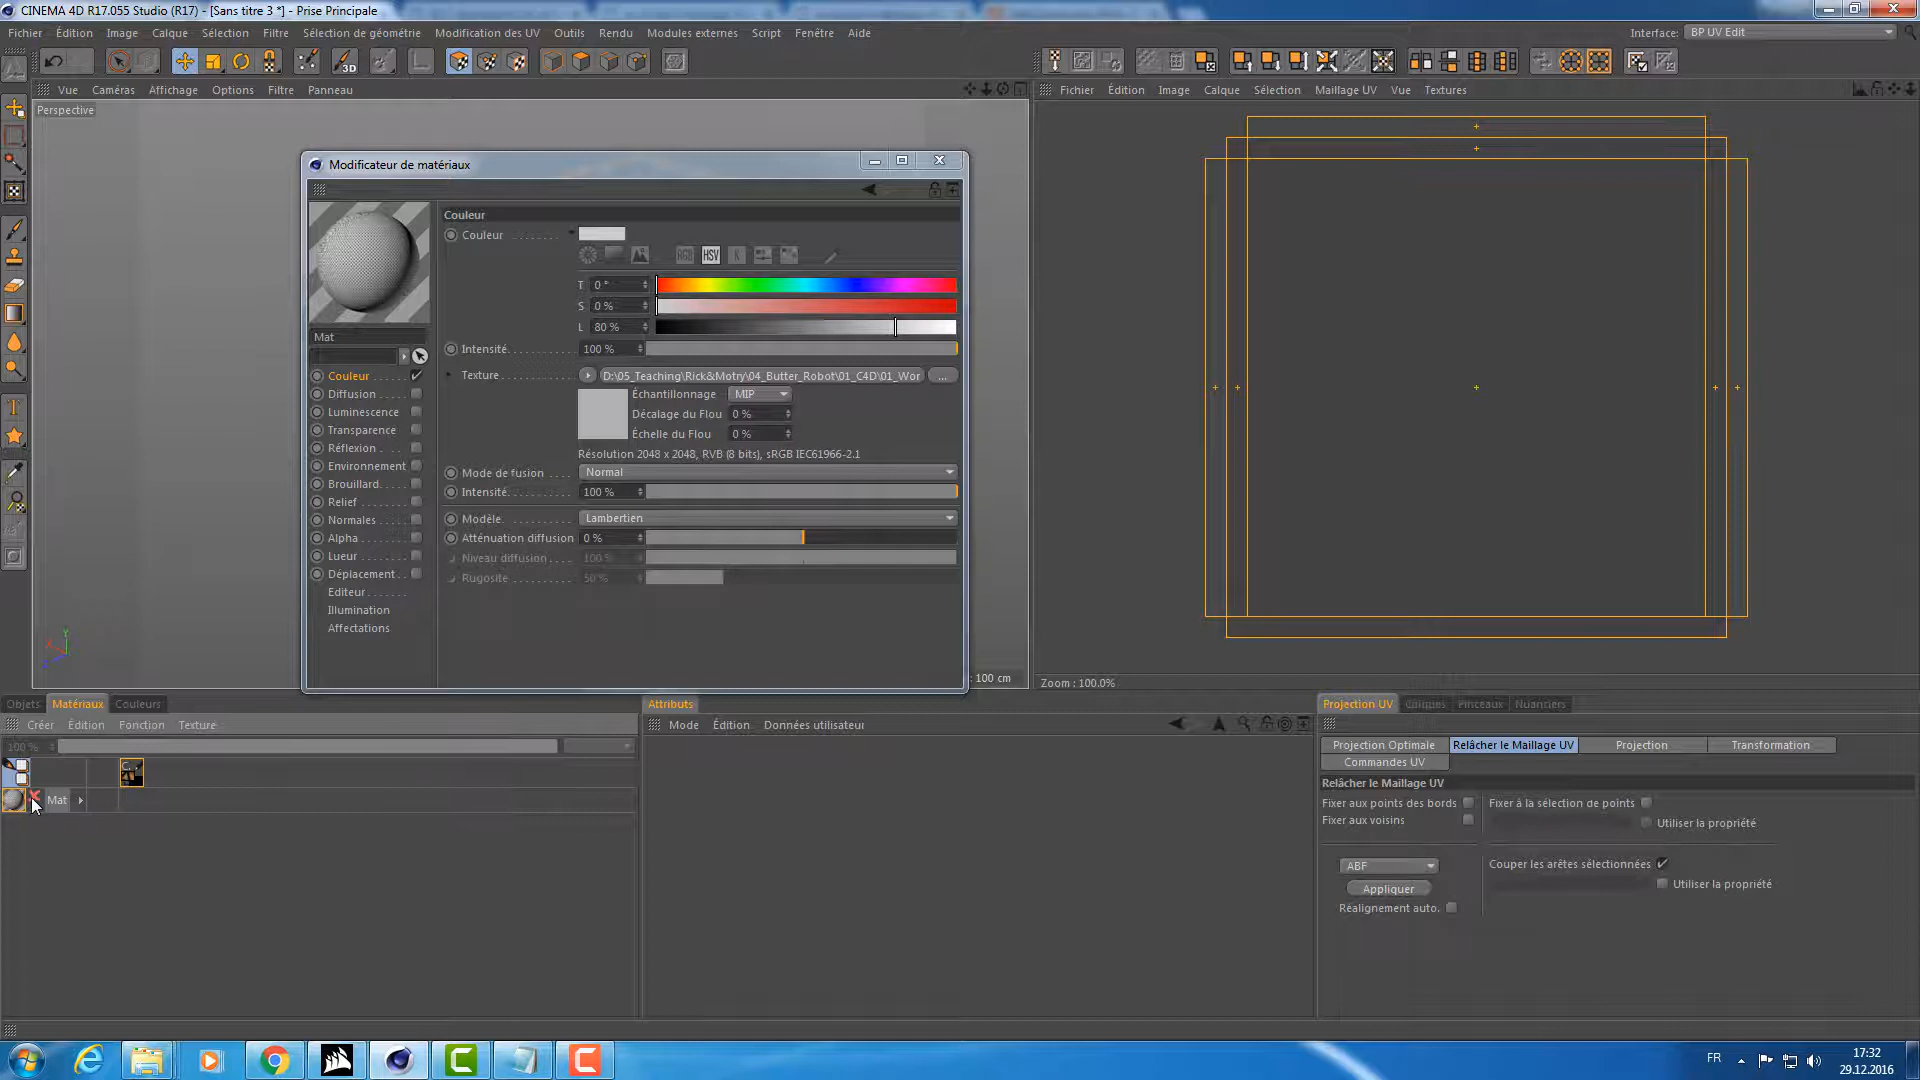 CINEMA 4D R17.055 Studio (R17) - [Sans titre 3 *] - Prise Principale
Fichier Édition Image Calque Sélection Filtre Sélection de géométrie Modification des UV Outils Rendu Modules externes Script Fenêtre Aide Interface: BP UV Edit
3D
Vue Caméras Affichage Options Filtre Panneau
Fichier Édition Image Calque Sélection Maillage UV Vue Textures
Perspective
Modificateur de matériaux
Couleur
Couleur
RGB HSV K
T 0 °
S 0 %
L 80 %
Mat
Intensité 100 %
Couleur
Texture D:\05_Teaching\Rick&Motry\04_Butter_Robot\01_C4D\01_Wor ...
Diffusion
Échantillonnage MIP
Luminescence
Décalage du Flou 0 %
Transparence
Échelle du Flou 0 %
Réflexion
Résolution 2048 x 2048, RVB (8 bits), sRGB IEC61966-2.1
Environnement
Mode de fusion Normal
Brouillard
Intensité 100 %
Relief
Modèle Lambertien
Normales
Atténuation diffusion 0 %
Alpha
Niveau diffusion 100 %
Lueur
Rugosité 50 %
Déplacement
Editeur
Illumination
Affectations
100 cm
Zoom : 100.0%
Objets Matériaux Couleurs
Créer Édition Fonction Texture
100 %
Mat
Attributs
Mode Édition Données utilisateur
Projection UV Calques Pinceaux Nuanciers
Projection Optimale Relâcher le Maillage UV Projection Transformation
Commandes UV
Relâcher le Maillage UV
Fixer aux points des bords Fixer à la sélection de points
Fixer aux voisins Utiliser la propriété
ABF Couper les arêtes sélectionnées
Appliquer Utiliser la propriété
Réalignement auto.
FR 17:32
29.12.2016